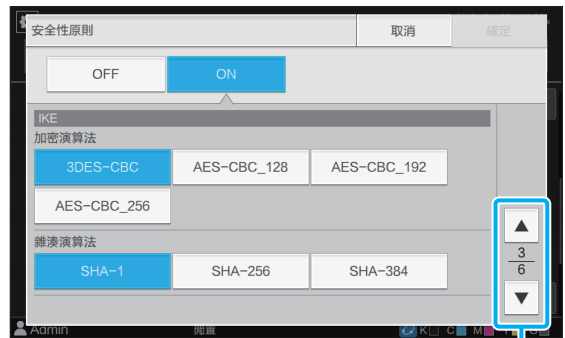 安全性原則 取消 確定
OFF ON
IKE
加密演算法
3DES-CBC AES-CBC_128 AES-CBC_192
AES-CBC_256
雜湊演算法
SHA-1 SHA-256 SHA-384
3
6
Admin 閒置 K C M